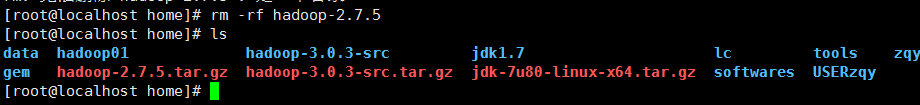 [root@localhost home]# rm -rf hadoop-2.7.5
[root@localhost home]# ls
data hadoop01 hadoop-3.0.3-src jdk1.7 lc tools zqy
gem hadoop-2.7.5.tar.gz hadoop-3.0.3-src.tar.gz jdk-7u80-linux-x64.tar.gz softwares USERzqy
[root@localhost home]#